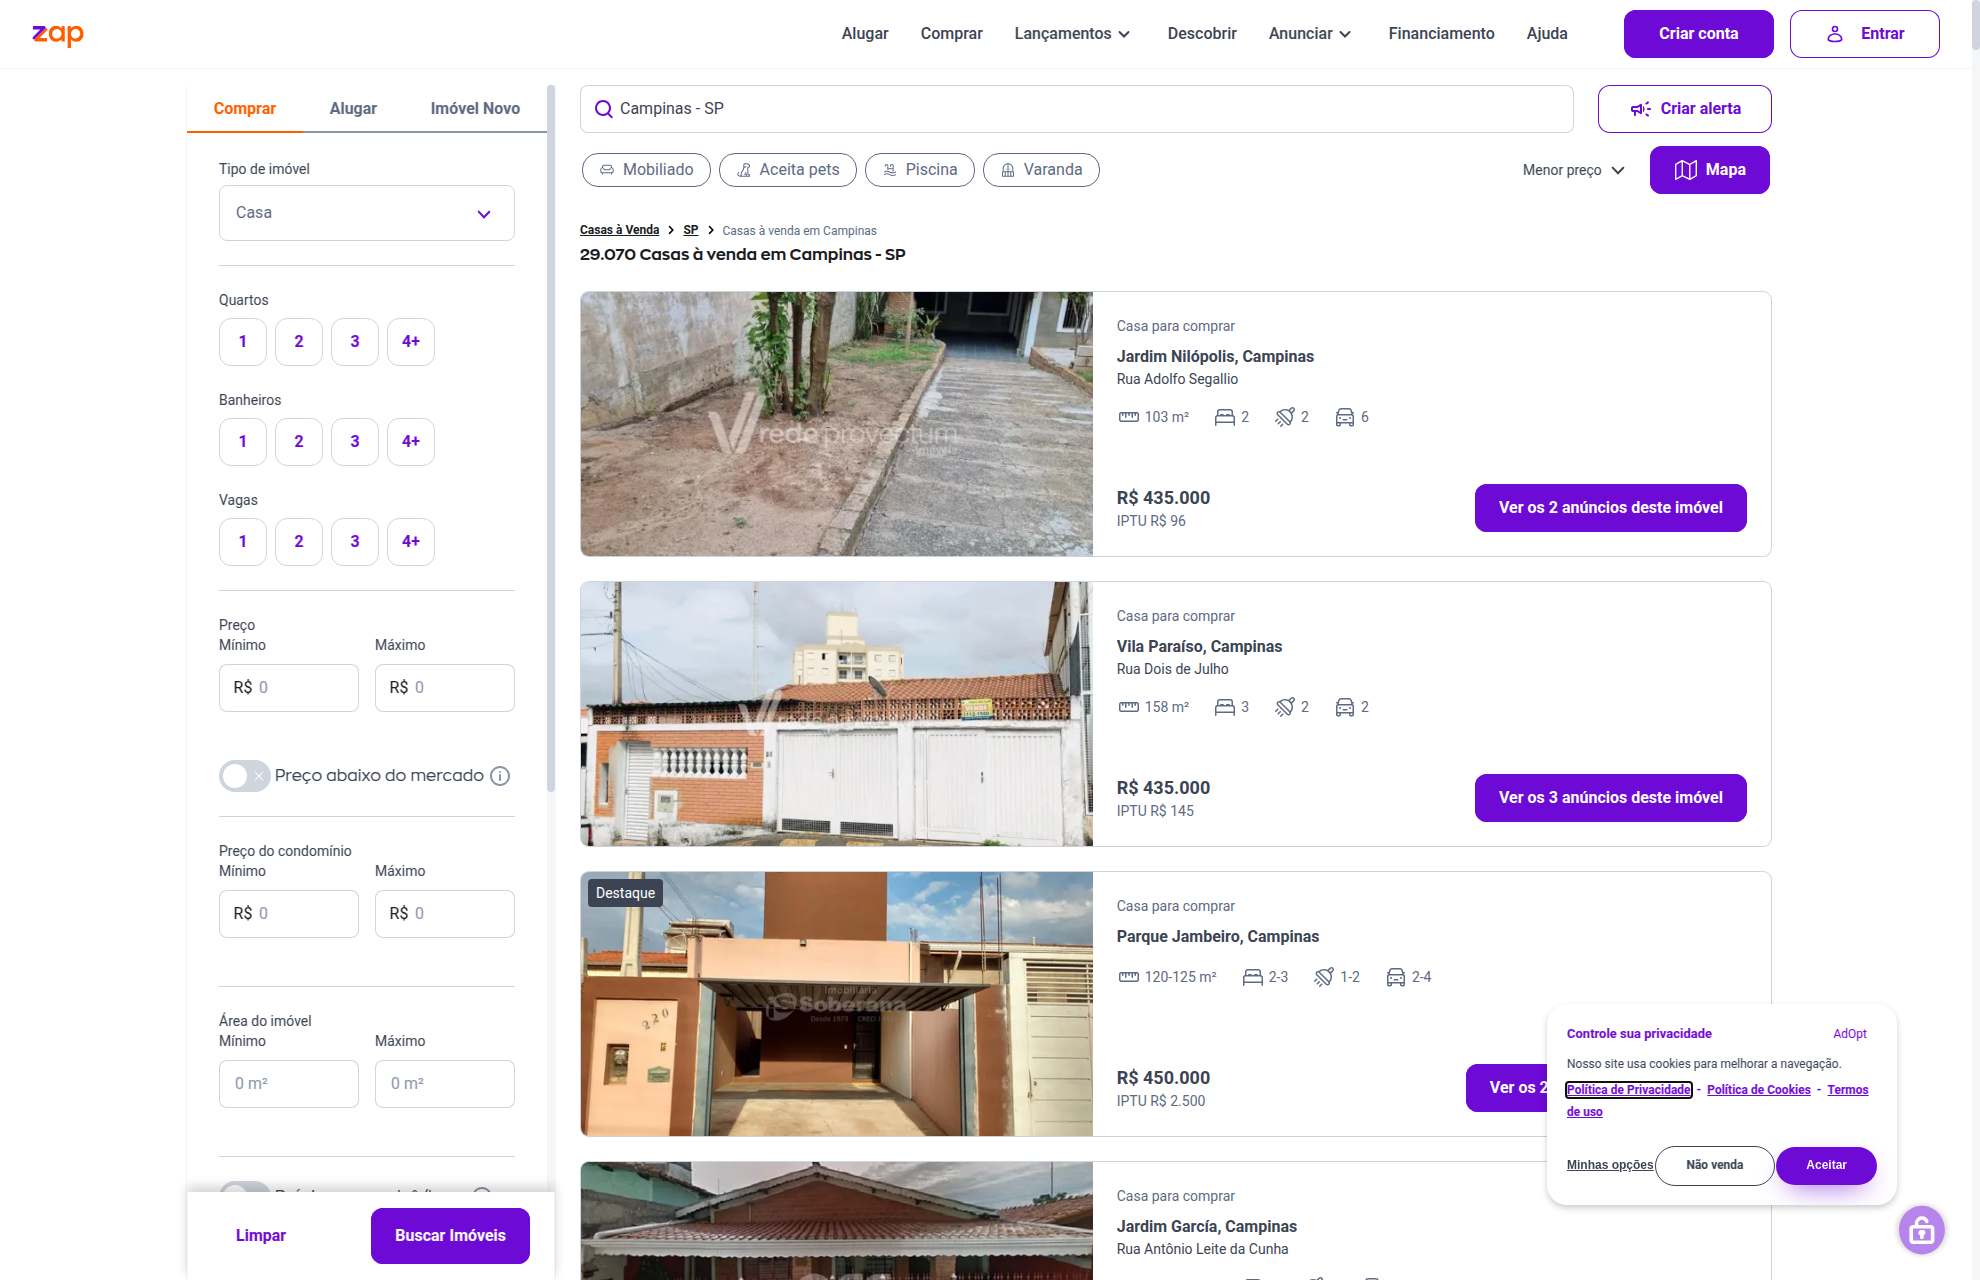 zap
Alugar
Comprar
Lançamentos
Descobrir
Anunciar
Financiamento
Ajuda
Criar conta
Entrar
Comprar
Alugar
Imóvel Novo
Tipo de imóvel
Casa
Quartos
1
2
3
4+
Banheiros
1
2
3
4+
Vagas
1
2
3
4+
Preço
Mínimo
Máximo
R$ 0
R$ 0
Preço abaixo do mercado
Preço do condomínio
Mínimo
Máximo
R$ 0
R$ 0
Área do imóvel
Mínimo
Máximo
0 m²
0 m²
Limpar
Buscar Imóveis
Campinas - SP
Criar alerta
Mobiliado
Aceita pets
Piscina
Varanda
Menor preço
Mapa
Casas à Venda
SP
Casas à venda em Campinas
29.070 Casas à venda em Campinas - SP
rede provectum
Casa para comprar
Jardim Nilópolis, Campinas
Rua Adolfo Segallio
103 m²
2
2
6
R$ 435.000
IPTU R$ 96
Ver os 2 anúncios deste imóvel
Casa para comprar
Vila Paraíso, Campinas
Rua Dois de Julho
158 m²
3
2
2
R$ 435.000
IPTU R$ 145
Ver os 3 anúncios deste imóvel
Destaque
220
Imobiliária
Soberana
Desde 1973
Casa para comprar
Parque Jambeiro, Campinas
120-125 m²
2-3
1-2
2-4
R$ 450.000
IPTU R$ 2.500
Ver os 2
Casa para comprar
Jardim García, Campinas
Rua Antônio Leite da Cunha
Controle sua privacidade
AdOpt
Nosso site usa cookies para melhorar a navegação.
Política de Privacidade - Política de Cookies - Termos
de uso
Minhas opções
Não venda
Aceitar